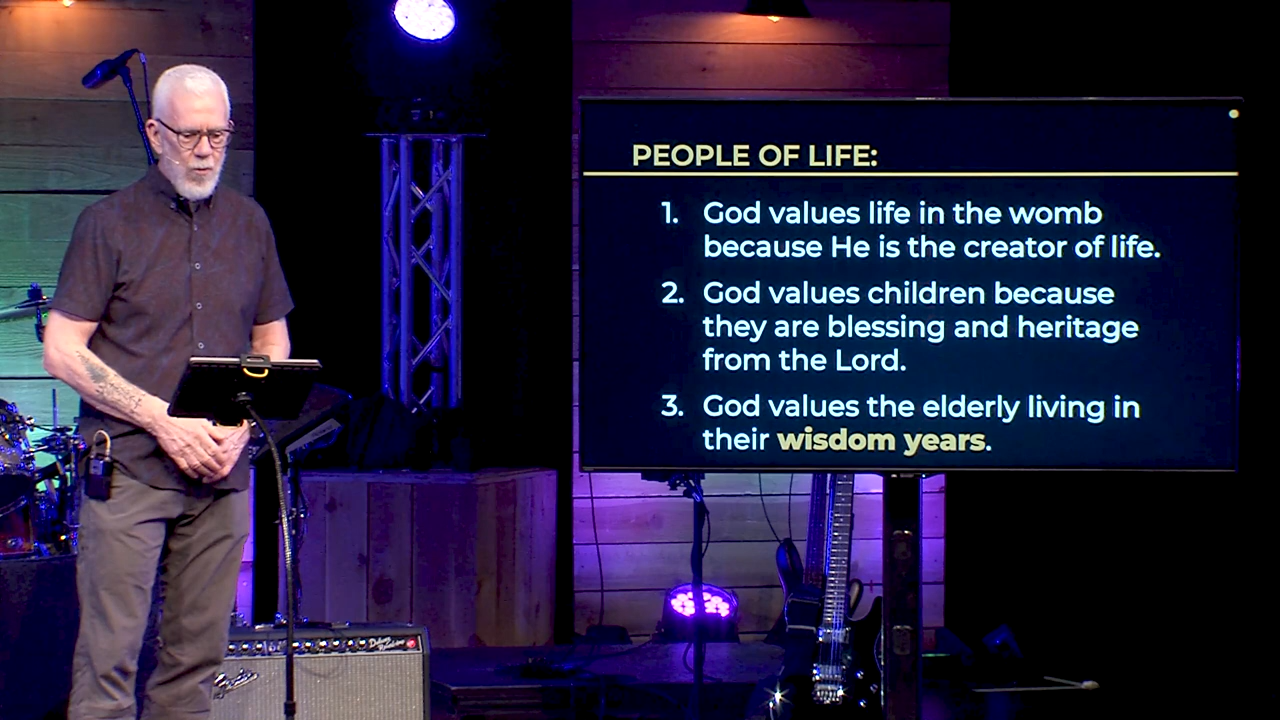 PEOPLE OF LIFE:
1. God values life in the womb
because He is the creator of life.
2. God values children because
they are blessing and heritage
from the Lord.
3. God values the elderly living in
their wisdom years.
Fender